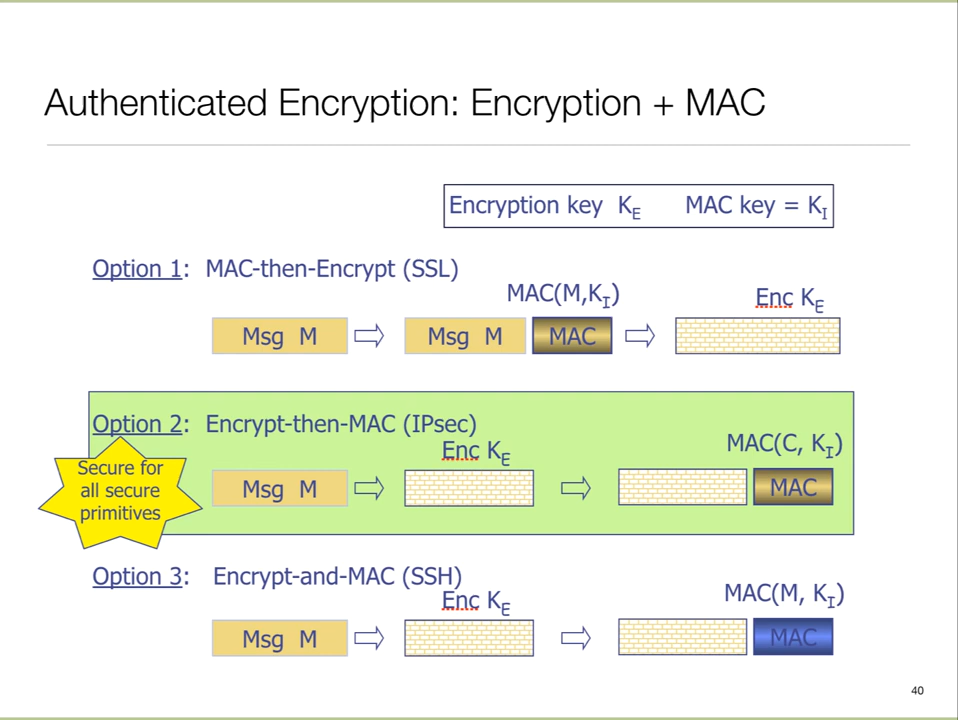 Authenticated Encryption: Encryption + MAC
Encryption key K_E MAC key = K_I
Option 1: MAC-then-Encrypt (SSL)
MAC(M,K_I)
Enc K_E
Msg M
Msg M
MAC
Option 2: Encrypt-then-MAC (IPsec)
Enc K_E
MAC(C, K_I)
Secure for
all secure
primitives
Msg M
MAC
Option 3: Encrypt-and-MAC (SSH)
Enc K_E
MAC(M, K_I)
Msg M
MAC
40